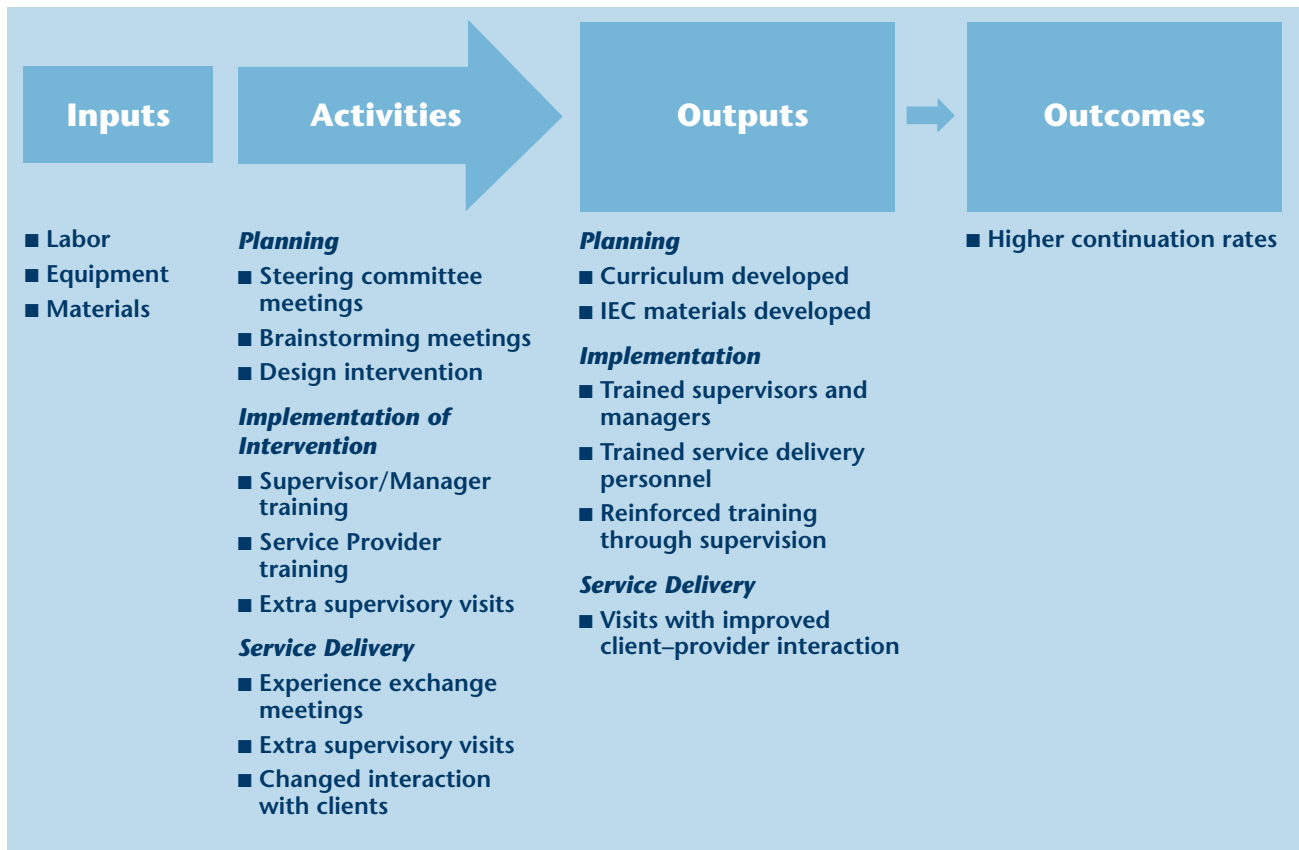 Inputs
Activities
Outputs
Outcomes
■ Labor
■ Equipment
■ Materials
Planning
■ Steering committee
meetings
■ Brainstorming meetings
■ Design intervention
Implementation of
Intervention
■ Supervisor/Manager
training
■ Service Provider
training
■ Extra supervisory visits
Service Delivery
■ Experience exchange
meetings
■ Extra supervisory visits
■ Changed interaction
with clients
Planning
■ Curriculum developed
■ IEC materials developed
Implementation
■ Trained supervisors and
managers
■ Trained service delivery
personnel
■ Reinforced training
through supervision
Service Delivery
■ Visits with improved
client–provider interaction
■ Higher continuation rates